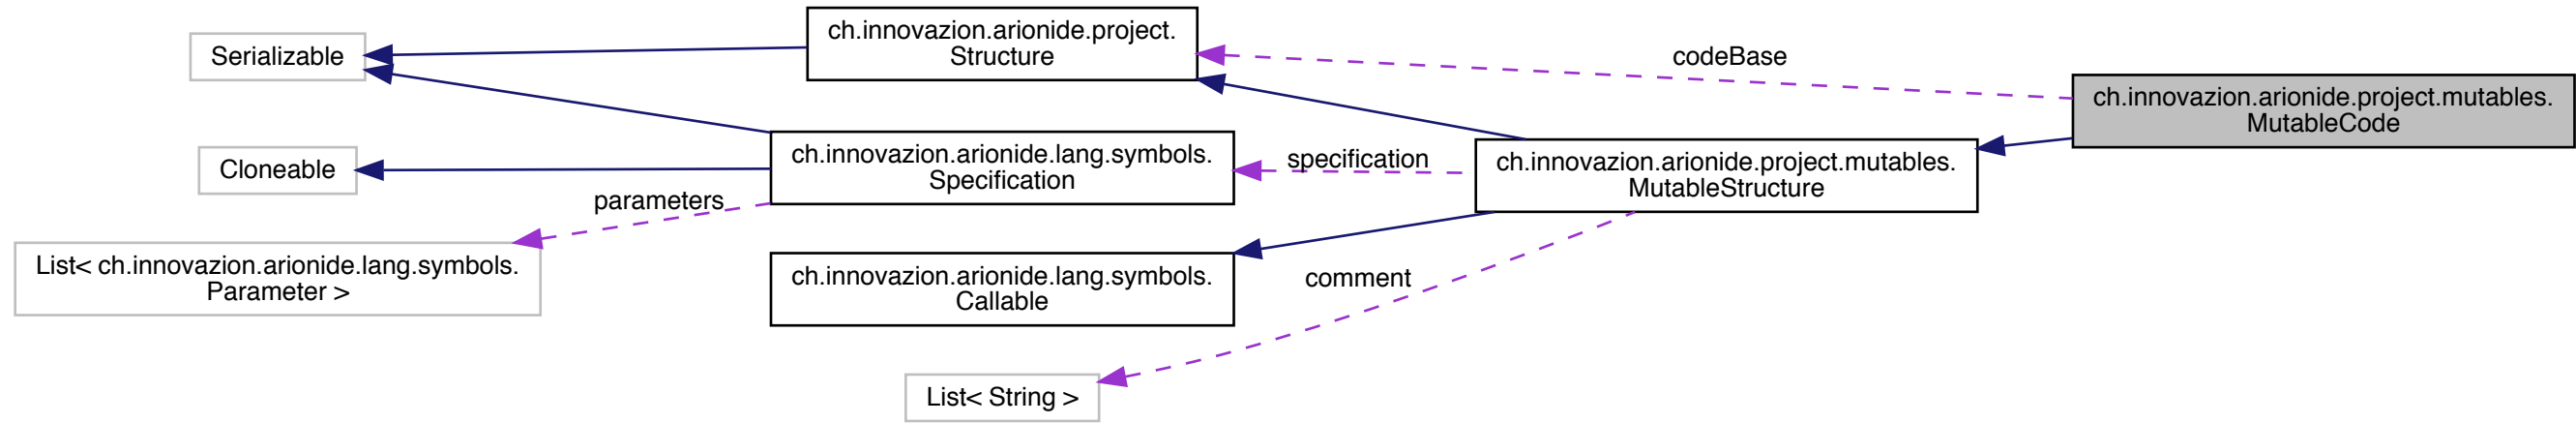 Serializable
ch.innovazion.arionide.project.
Structure
codeBase
ch.innovazion.arionide.project.mutables.
MutableCode
Cloneable
ch.innovazion.arionide.lang.symbols.
Specification
specification
ch.innovazion.arionide.project.mutables.
MutableStructure
parameters
List< ch.innovazion.arionide.lang.symbols.
Parameter >
ch.innovazion.arionide.lang.symbols.
Callable
comment
List< String >